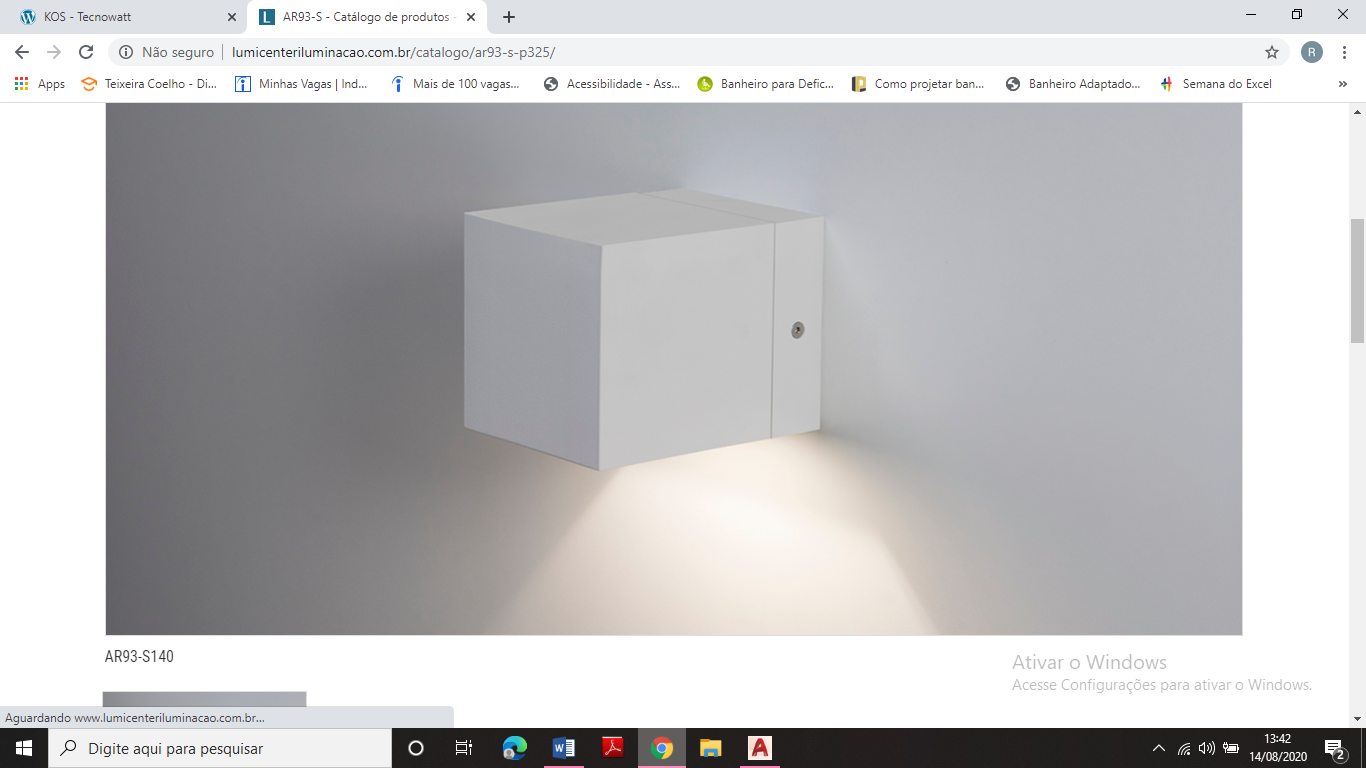 KOS - Tecnowatt
AR93-S - Catálogo de produtos -
Não seguro | lumicenteriluminacao.com.br/catalogo/ar93-s-p325/
R
Apps
Teixeira Coelho - Di...
Minhas Vagas | Ind...
Mais de 100 vagas...
Acessibilidade - Ass...
Banheiro para Defic...
Como projetar ban...
Banheiro Adaptado...
Semana do Excel
»
AR93-S140
Ativar o Windows
Acesse Configurações para ativar o Windows.
Aguardando www.lumicenteriluminacao.com.br...
Digite aqui para pesquisar
13:42
14/08/2020
2